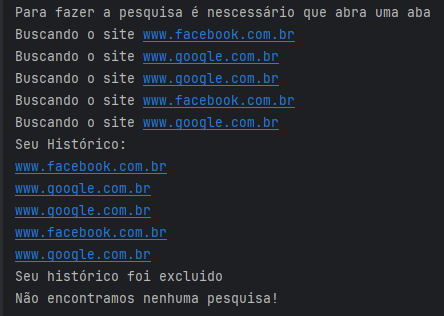 Para fazer a pesquisa é nescessário que abra uma aba
Buscando o site www.facebook.com.br
Buscando o site www.google.com.br
Buscando o site www.google.com.br
Buscando o site www.facebook.com.br
Buscando o site www.google.com.br
Seu Histórico:
www.facebook.com.br
www.google.com.br
www.google.com.br
www.facebook.com.br
www.google.com.br
Seu histórico foi excluido
Não encontramos nenhuma pesquisa!